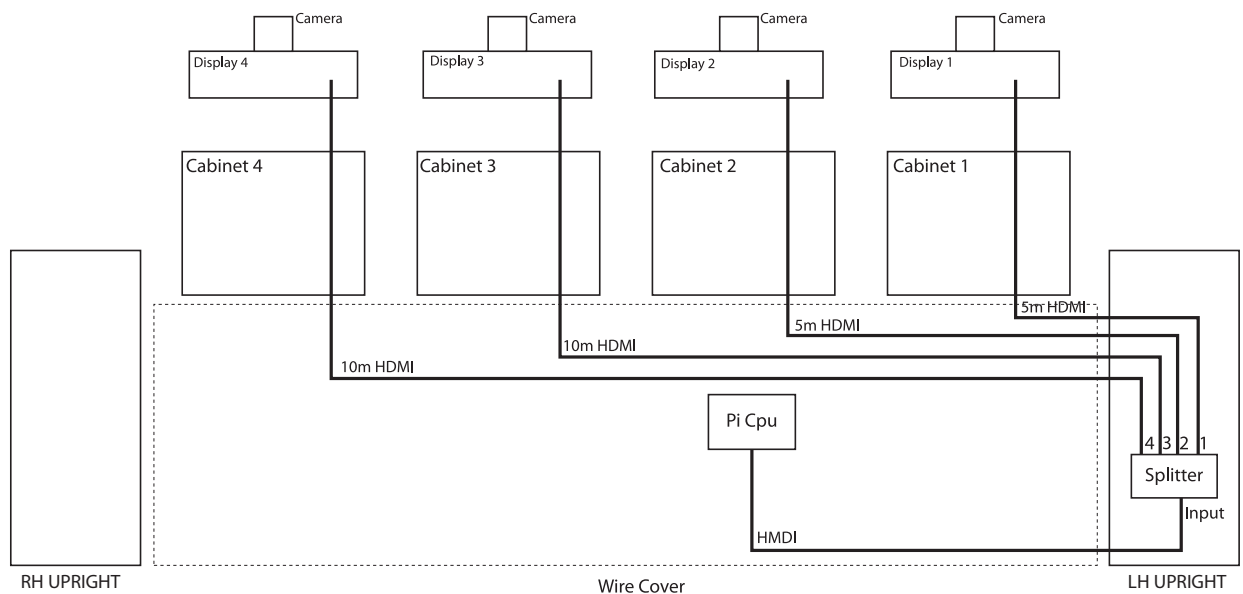 Camera
Camera
Camera
Camera
Display 4
Display 3
Display 2
Display 1
Cabinet 4
Cabinet 3
Cabinet 2
Cabinet 1
5m HDMI
5m HDMI
10m HDMI
10m HDMI
Pi Cpu
4 3 2 1
Splitter
Input
HMDI
RH UPRIGHT
Wire Cover
LH UPRIGHT